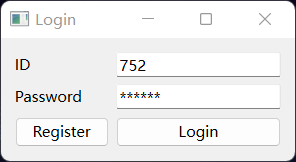 Login
ID 752
Password ******
Register Login